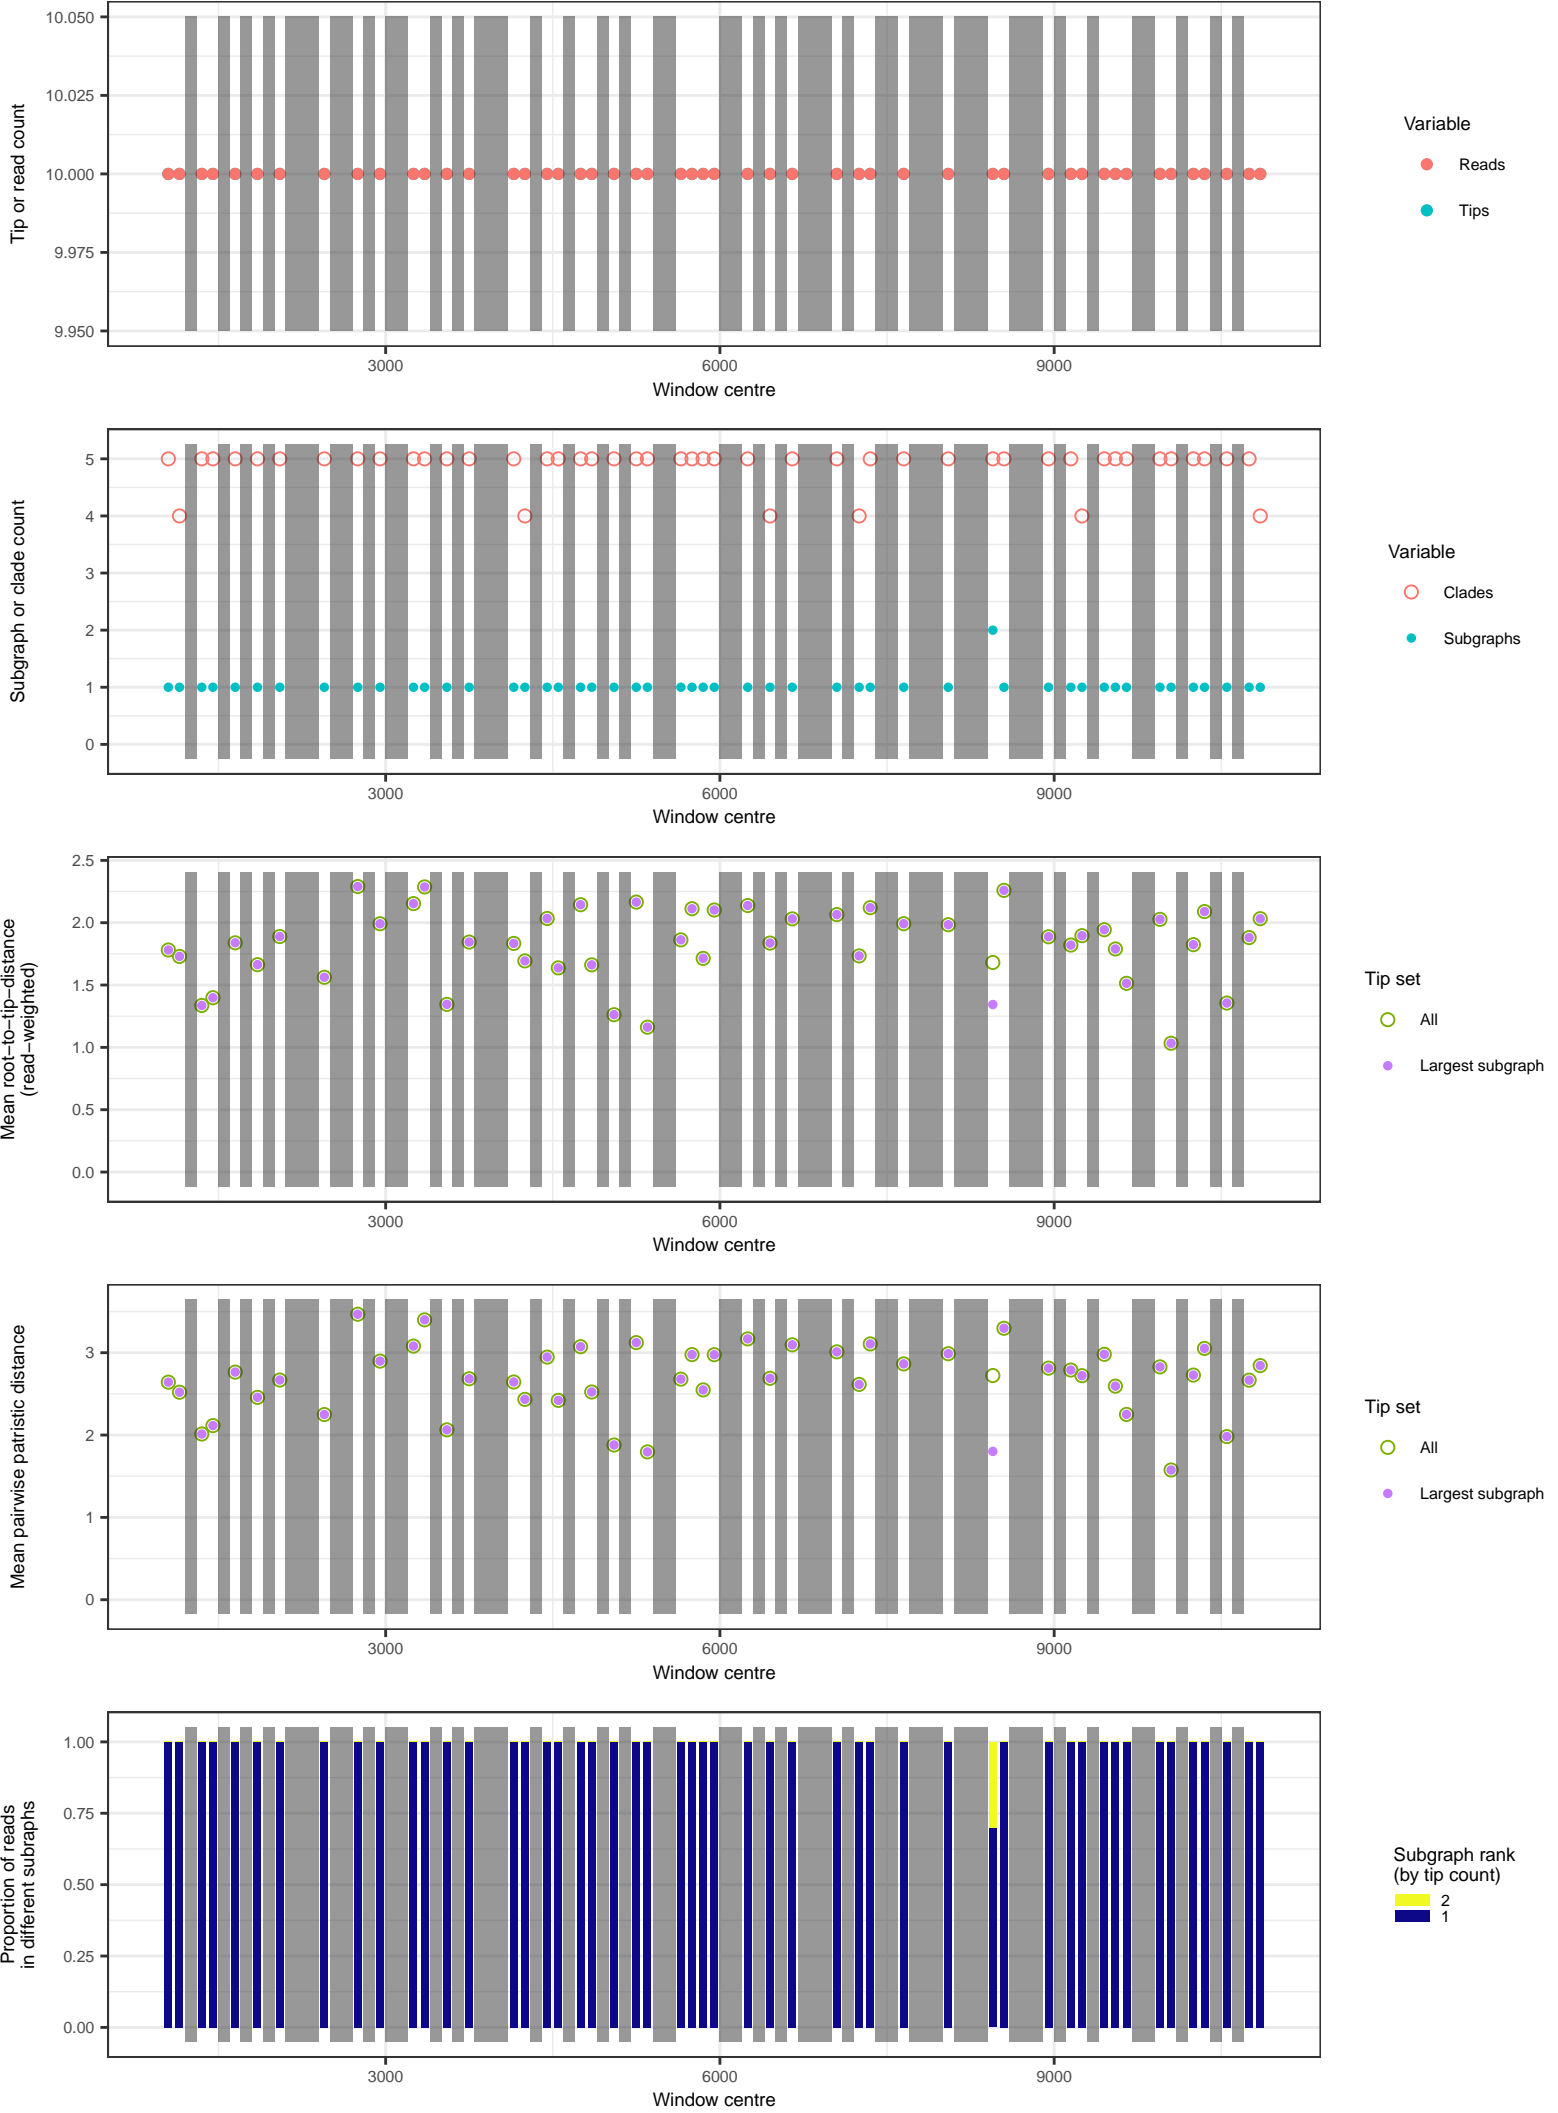 10.050
10.025
10.000
9.975
9.950
Tip or read count
3000
6000
9000
Window centre
Variable
Reads
Tips
5
4
3
2
1
0
Subgraph or clade count
3000
6000
9000
Window centre
Variable
Clades
Subgraphs
2.5
2.0
1.5
1.0
0.5
0.0
Mean root−to−tip−distance
(read−weighted)
3000
6000
9000
Window centre
Tip set
All
Largest subgraph
3
2
1
0
Mean pairwise patristic distance
3000
6000
9000
Window centre
Tip set
All
Largest subgraph
1.00
0.75
0.50
0.25
0.00
Proportion of reads
in different subraphs
3000
6000
9000
Window centre
Subgraph rank
(by tip count)
2
1